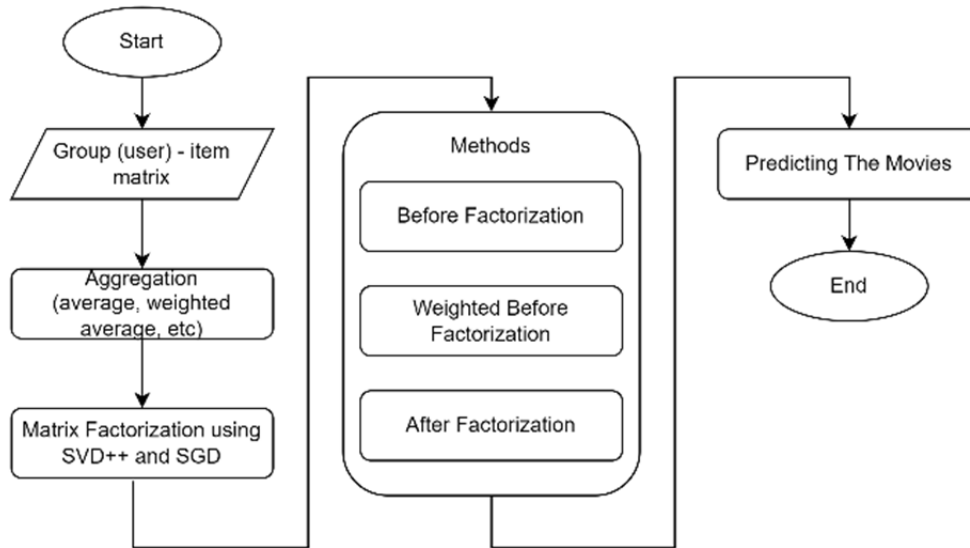 Start
Group (user) - item
matrix
Aggregation
(average, weighted
average, etc)
Matrix Factorization using
SVD++ and SGD
Methods
Before Factorization
Weighted Before
Factorization
After Factorization
Predicting The Movies
End